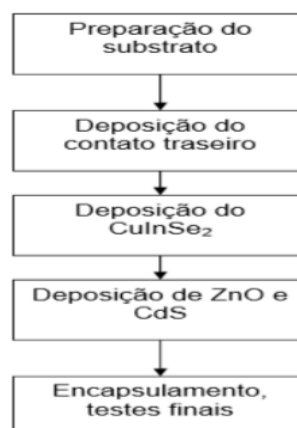 Preparação do
substrato
Deposição do
contato traseiro
Deposição do
CuInSe₂
Deposição de ZnO e
CdS
Encapsulamento,
testes finais